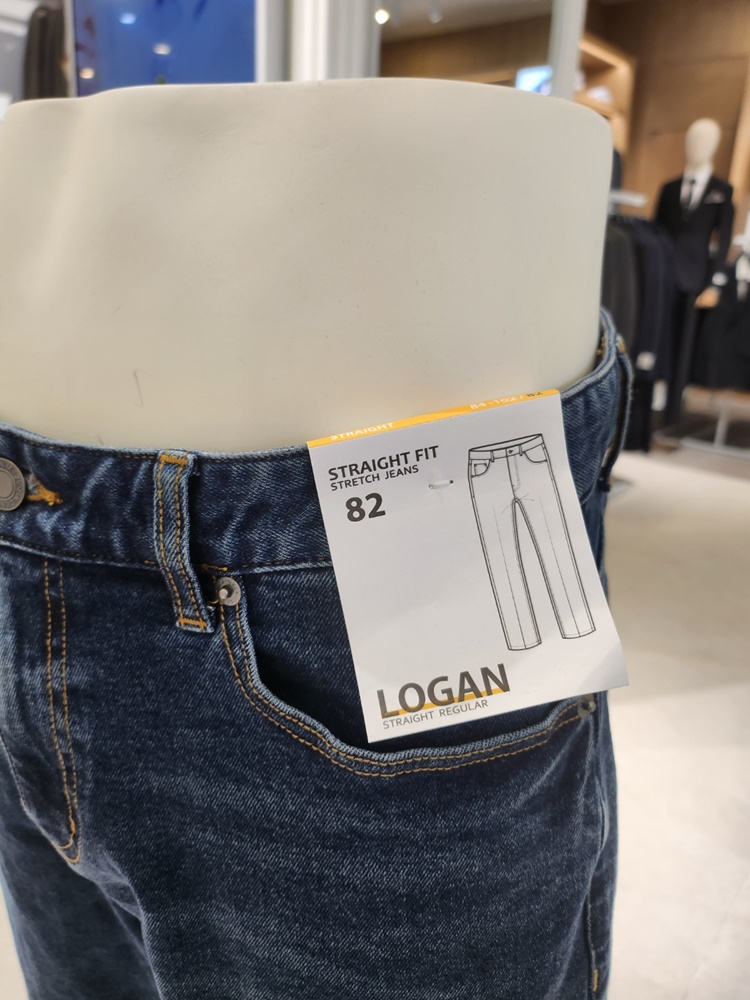 STRAIGHT
STRAIGHT FIT
STRETCH JEANS
82
LOGAN
STRAIGHT REGULAR